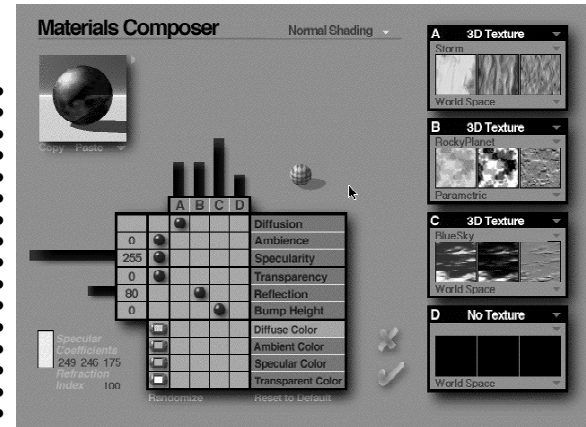 Materials Composer
Normal Shading
Copy Paste
A B C D
Diffusion
0 Ambience
255 Specularity
0 Transparency
80 Reflection
0 Bump Height
Diffuse Color
Ambient Color
Specular Color
Transparent Color
Specular
Coefficients
249 246 175
Refraction
Index 100
Randomize Reset to Default
A 3D Texture
Storm
World Space
B 3D Texture
RockyPlanet
Parametric
C 3D Texture
BlueSky
World Space
D No Texture
World Space